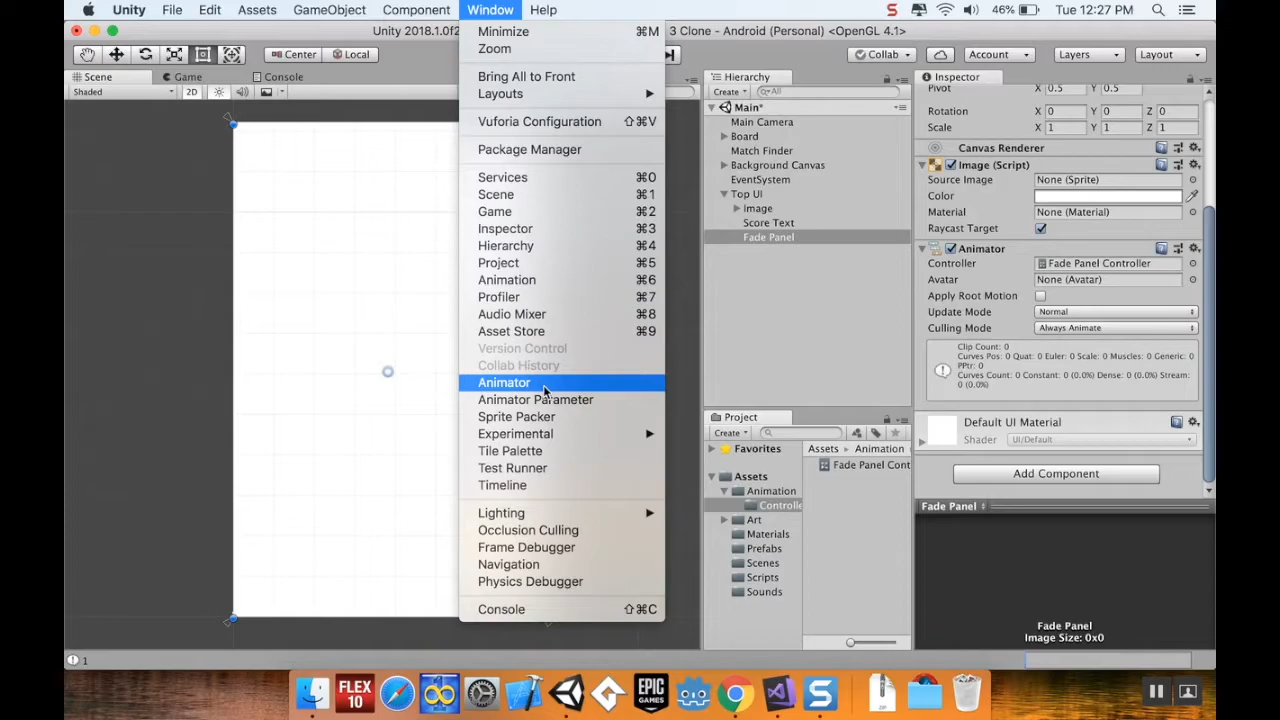 Unity File Edit Assets GameObject Component Window Help 46% Tue 12:27 PM
Unity 2018.1.0f2 3 Clone - Android (Personal) <OpenGL 4.1>
Center Local Collab Account Layers Layout
Scene Game Console
Shaded 2D
Minimize ⌘M
Zoom
Bring All to Front
Layouts
Vuforia Configuration ⇧⌘V
Package Manager
Services ⌘0
Scene ⌘1
Game ⌘2
Inspector ⌘3
Hierarchy ⌘4
Project ⌘5
Animation ⌘6
Profiler ⌘7
Audio Mixer ⌘8
Asset Store ⌘9
Version Control
Collab History
Animator
Animator Parameter
Sprite Packer
Experimental
Tile Palette
Test Runner
Timeline
Lighting
Occlusion Culling
Frame Debugger
Navigation
Physics Debugger
Console ⇧⌘C
Hierarchy
Create All
Main*
Main Camera
Board
Match Finder
Background Canvas
EventSystem
Top UI
Image
Score Text
Fade Panel
Project
Create
Favorites
Assets
Animation
Controlle
Art
Materials
Prefabs
Scenes
Scripts
Sounds
Assets Animation
Fade Panel Cont
Inspector
Pivot X 0.5 Y 0.5
Rotation X 0 Y 0 Z 0
Scale X 1 Y 1 Z 1
Canvas Renderer
Image (Script)
Source Image None (Sprite)
Color
Material None (Material)
Raycast Target
Animator
Controller Fade Panel Controller
Avatar None (Avatar)
Apply Root Motion
Update Mode Normal
Culling Mode Always Animate
Clip Count: 0
Curves Pos: 0 Quat: 0 Euler: 0 Scale: 0 Muscles: 0 Generic: 0
PPtr: 0
Curves Count: 0 Constant: 0 (0.0%) Dense: 0 (0.0%) Stream:
0 (0.0%)
Default UI Material
Shader UI/Default
Add Component
Fade Panel
Fade Panel
Image Size: 0x0
1
FLEX
10
EPIC
GAMES
S
ZIP